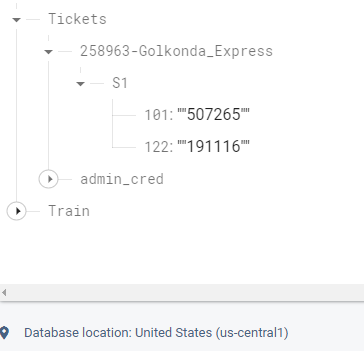 Tickets
258963-Golkonda_Express
S1
101: ""507265""
122: ""191116""
admin_cred
Train
Database location: United States (us-central1)